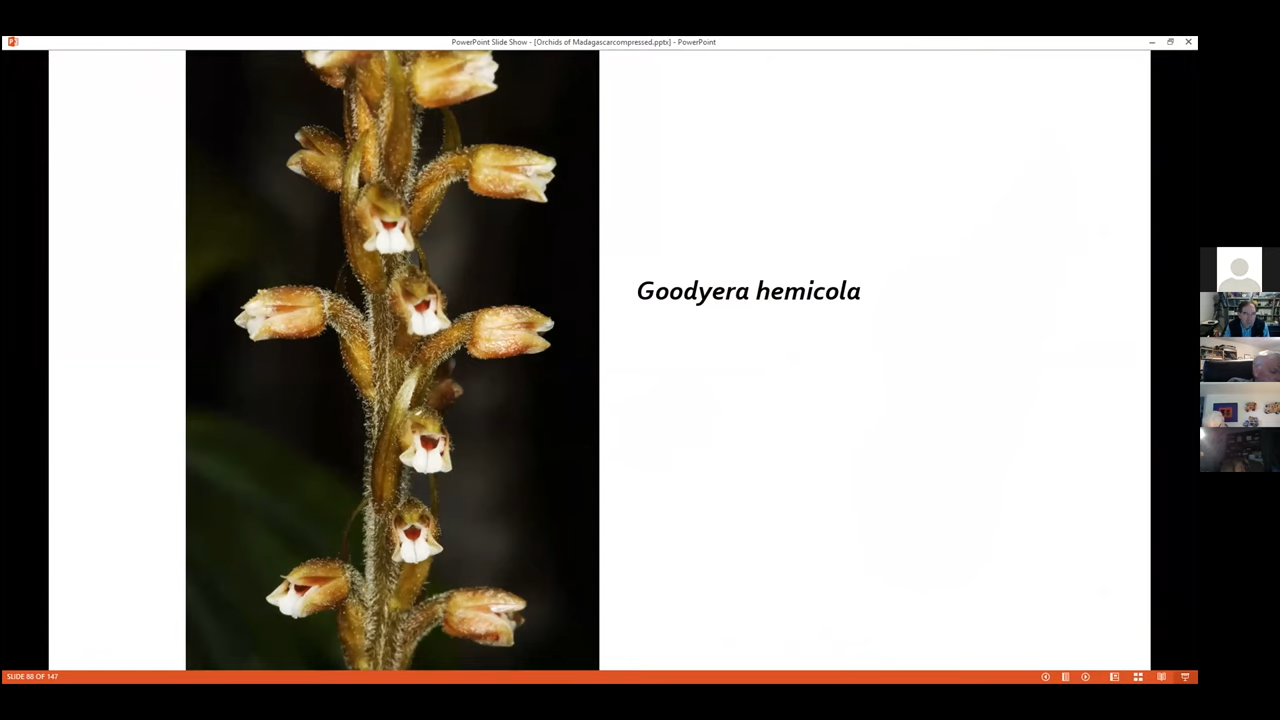 PowerPoint Slide Show - [Orchids of Madagascarcompressed.pptx] - PowerPoint
Goodyera hemicola
SLIDE 88 OF 147